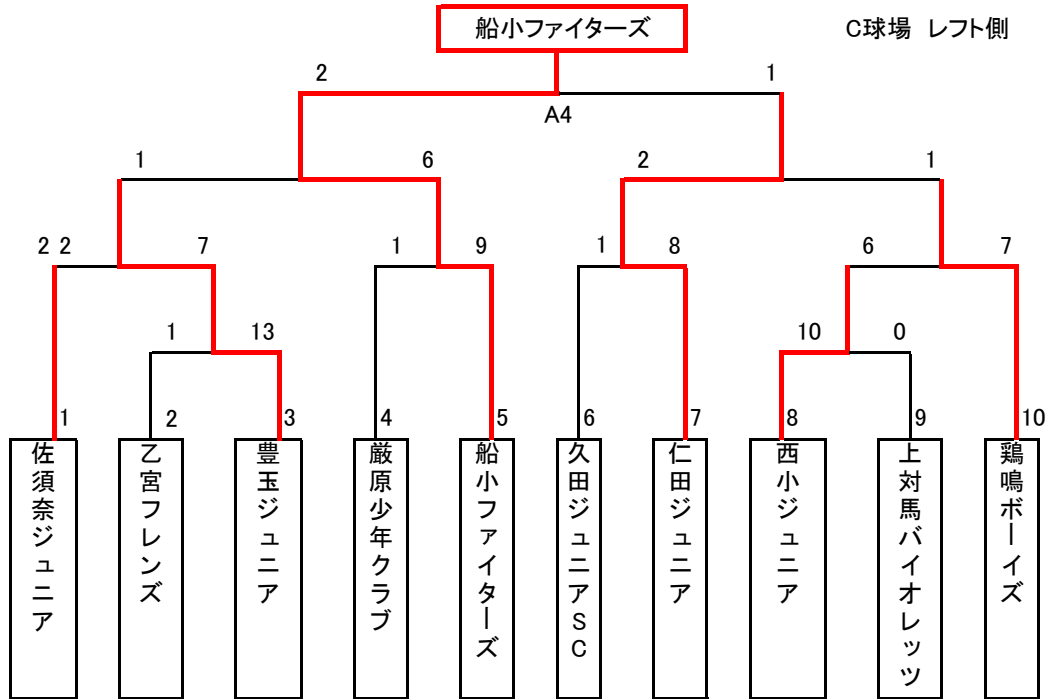 船小ファイターズ
C球場 レフト側
2
1
A4
1
6
2
1
2 2
7
1
9
1
8
6
7
1
13
10
0
1
2
3
4
5
6
7
8
9
10
佐須奈ジュニア
乙宮フレンズ
豊玉ジュニア
厳原少年クラブ
船小ファイターズ
久田ジュニアSC
仁田ジュニア
西小ジュニア
上対馬バイオレッツ
鶏鳴ボーイズ